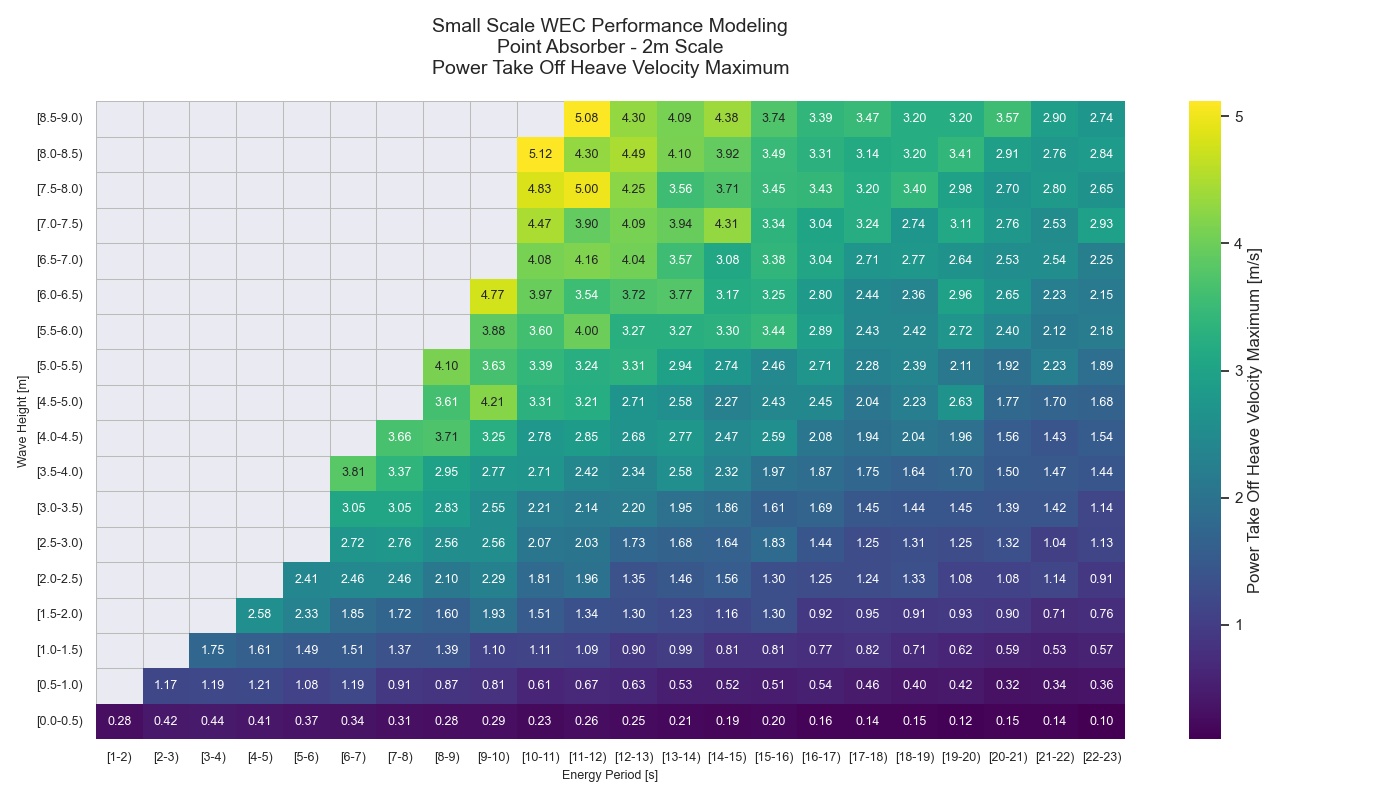 Small Scale WEC Performance Modeling
Point Absorber - 2m Scale
Power Take Off Heave Velocity Maximum
Wave Height [m]
[8.5-9.0) 5.08 4.30 4.09 4.38 3.74 3.39 3.47 3.20 3.20 3.57 2.90 2.74
[8.0-8.5) 5.12 4.30 4.49 4.10 3.92 3.49 3.31 3.14 3.20 3.41 2.91 2.76 2.84
[7.5-8.0) 4.83 5.00 4.25 3.56 3.71 3.45 3.43 3.20 3.40 2.98 2.70 2.80 2.65
[7.0-7.5) 4.47 3.90 4.09 3.94 4.31 3.34 3.04 3.24 2.74 3.11 2.76 2.53 2.93
[6.5-7.0) 4.08 4.16 4.04 3.57 3.08 3.38 3.04 2.71 2.77 2.64 2.53 2.54 2.25
[6.0-6.5) 4.77 3.97 3.54 3.72 3.77 3.17 3.25 2.80 2.44 2.36 2.96 2.65 2.23 2.15
[5.5-6.0) 3.88 3.60 4.00 3.27 3.27 3.30 3.44 2.89 2.43 2.42 2.72 2.40 2.12 2.18
[5.0-5.5) 4.10 3.63 3.39 3.24 3.31 2.94 2.74 2.46 2.71 2.28 2.39 2.11 1.92 2.23 1.89
[4.5-5.0) 3.61 4.21 3.31 3.21 2.71 2.58 2.27 2.43 2.45 2.04 2.23 2.63 1.77 1.70 1.68
[4.0-4.5) 3.66 3.71 3.25 2.78 2.85 2.68 2.77 2.47 2.59 2.08 1.94 2.04 1.96 1.56 1.43 1.54
[3.5-4.0) 3.81 3.37 2.95 2.77 2.71 2.42 2.34 2.58 2.32 1.97 1.87 1.75 1.64 1.70 1.50 1.47 1.44
[3.0-3.5) 3.05 3.05 2.83 2.55 2.21 2.14 2.20 1.95 1.86 1.61 1.69 1.45 1.44 1.45 1.39 1.42 1.14
[2.5-3.0) 2.72 2.76 2.56 2.56 2.07 2.03 1.73 1.68 1.64 1.83 1.44 1.25 1.31 1.25 1.32 1.04 1.13
[2.0-2.5) 2.41 2.46 2.46 2.10 2.29 1.81 1.96 1.35 1.46 1.56 1.30 1.25 1.24 1.33 1.08 1.08 1.14 0.91
[1.5-2.0) 2.58 2.33 1.85 1.72 1.60 1.93 1.51 1.34 1.30 1.23 1.16 1.30 0.92 0.95 0.91 0.93 0.90 0.71 0.76
[1.0-1.5) 1.75 1.61 1.49 1.51 1.37 1.39 1.10 1.11 1.09 0.90 0.99 0.81 0.81 0.77 0.82 0.71 0.62 0.59 0.53 0.57
[0.5-1.0) 1.17 1.19 1.21 1.08 1.19 0.91 0.87 0.81 0.61 0.67 0.63 0.53 0.52 0.51 0.54 0.46 0.40 0.42 0.32 0.34 0.36
[0.0-0.5) 0.28 0.42 0.44 0.41 0.37 0.34 0.31 0.28 0.29 0.23 0.26 0.25 0.21 0.19 0.20 0.16 0.14 0.15 0.12 0.15 0.14 0.10
[1-2) [2-3) [3-4) [4-5) [5-6) [6-7) [7-8) [8-9) [9-10) [10-11) [11-12) [12-13) [13-14) [14-15) [15-16) [16-17) [17-18) [18-19) [19-20) [20-21) [21-22) [22-23)
Energy Period [s]
5
4
3
2
1
Power Take Off Heave Velocity Maximum [m/s]